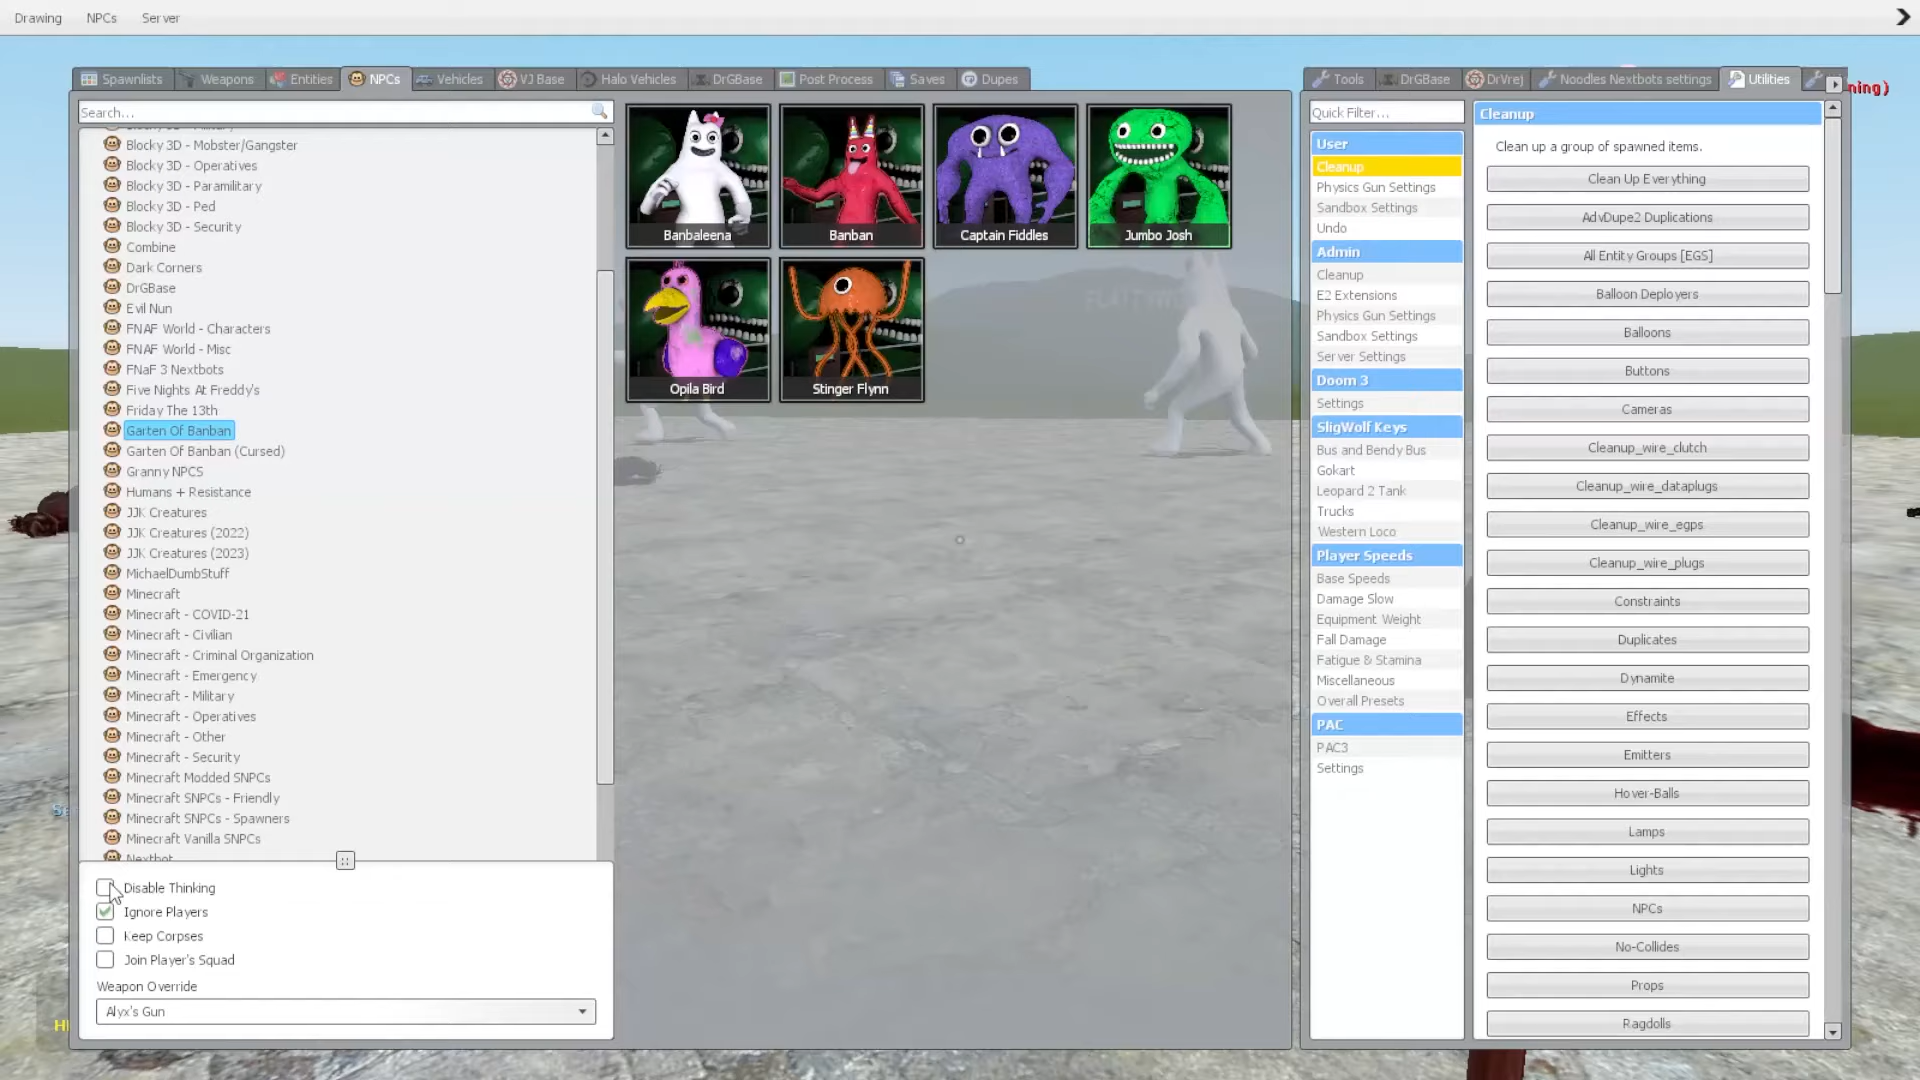 Drawing NPCs Server
Spawnlists Weapons Entities NPCs Vehicles VJ Base Halo Vehicles DrGBase Post Process Saves Dupes
Search...
Blocky 3D - Mobster/Gangster
Blocky 3D - Operatives
Blocky 3D - Paramilitary
Blocky 3D - Ped
Blocky 3D - Security
Combine
Dark Corners
DrGBase
Evil Nun
FNAF World - Characters
FNAF World - Misc
FNaF 3 Nextbots
Five Nights At Freddy's
Friday The 13th
Garten Of Banban
Garten Of Banban (Cursed)
Granny NPCS
Humans + Resistance
JJK Creatures
JJK Creatures (2022)
JJK Creatures (2023)
MichaelDumbStuff
Minecraft
Minecraft - COVID-21
Minecraft - Civilian
Minecraft - Criminal Organization
Minecraft - Emergency
Minecraft - Military
Minecraft - Operatives
Minecraft - Other
Minecraft - Security
Minecraft Modded SNPCs
Minecraft SNPCs - Friendly
Minecraft SNPCs - Spawners
Minecraft Vanilla SNPCs
Nextbot
Disable Thinking
Ignore Players
Keep Corpses
Join Player's Squad
Weapon Override
Alyx's Gun
Banbaleena Banban Captain Fiddles Jumbo Josh
Opila Bird Stinger Flynn
Tools DrGBase DrVrej Noodles Nextbots settings Utilities
ning)
Quick Filter...
User
Cleanup
Physics Gun Settings
Sandbox Settings
Undo
Admin
Cleanup
E2 Extensions
Physics Gun Settings
Sandbox Settings
Server Settings
Doom 3
Settings
SligWolf Keys
Bus and Bendy Bus
Gokart
Leopard 2 Tank
Trucks
Western Loco
Player Speeds
Base Speeds
Damage Slow
Equipment Weight
Fall Damage
Fatigue & Stamina
Miscellaneous
Overall Presets
PAC
PAC3
Settings
Cleanup
Clean up a group of spawned items.
Clean Up Everything
AdvDupe2 Duplications
All Entity Groups [EGS]
Balloon Deployers
Balloons
Buttons
Cameras
Cleanup_wire_clutch
Cleanup_wire_dataplugs
Cleanup_wire_egps
Cleanup_wire_plugs
Constraints
Duplicates
Dynamite
Effects
Emitters
Hover-Balls
Lamps
Lights
NPCs
No-Collides
Props
Ragdolls